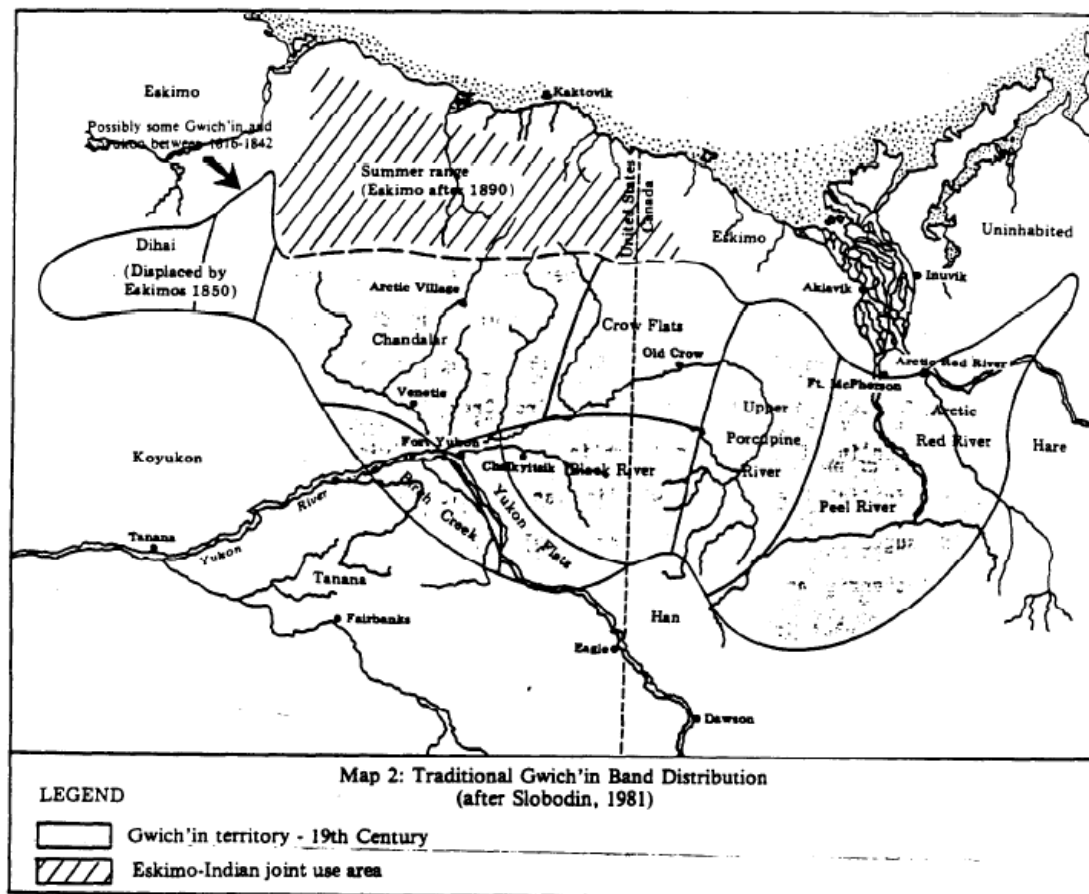 Eskimo
Possibly some Gwich'in and
Koyukon between 1816-1842
Kaktovik
Summer range
(Eskimo after 1890)
United States
Canada
Eskimo
Uninhabited
Dihai
(Displaced by
Eskimos 1850)
Inuvik
Aklavik
Arctic Village
Chandalar
Crow Flats
Old Crow
Arctic Red River
Ft. McPherson
Venetie
Upper
Porcupine
River
Arctic
Red River
Hare
Koyukon
Fort Yukon
Chalkyitsik
Black River
Peel River
Birch
Creek
Yukon
Flats
River
Yukon
Tanana
Tanana
Han
Fairbanks
Eagle
Dawson
Map 2: Traditional Gwich'in Band Distribution
(after Slobodin, 1981)
LEGEND
Gwich'in territory - 19th Century
Eskimo-Indian joint use area